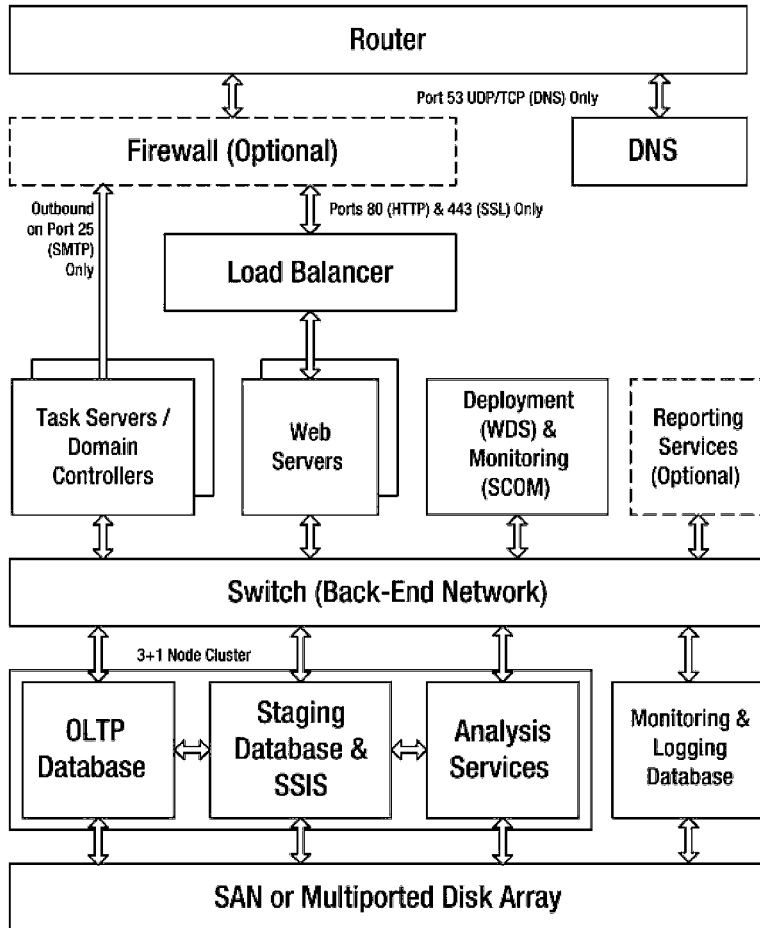 Router
Port 53 UDP/TCP (DNS) Only
Firewall (Optional)
DNS
Outbound
on Port 25
(SMTP)
Only
Ports 80 (HTTP) & 443 (SSL) Only
Load Balancer
Task Servers /
Domain
Controllers
Web
Servers
Deployment
(WDS) &
Monitoring
(SCOM)
Reporting
Services
(Optional)
Switch (Back-End Network)
3+1 Node Cluster
OLTP
Database
Staging
Database &
SSIS
Analysis
Services
Monitoring &
Logging
Database
SAN or Multiported Disk Array